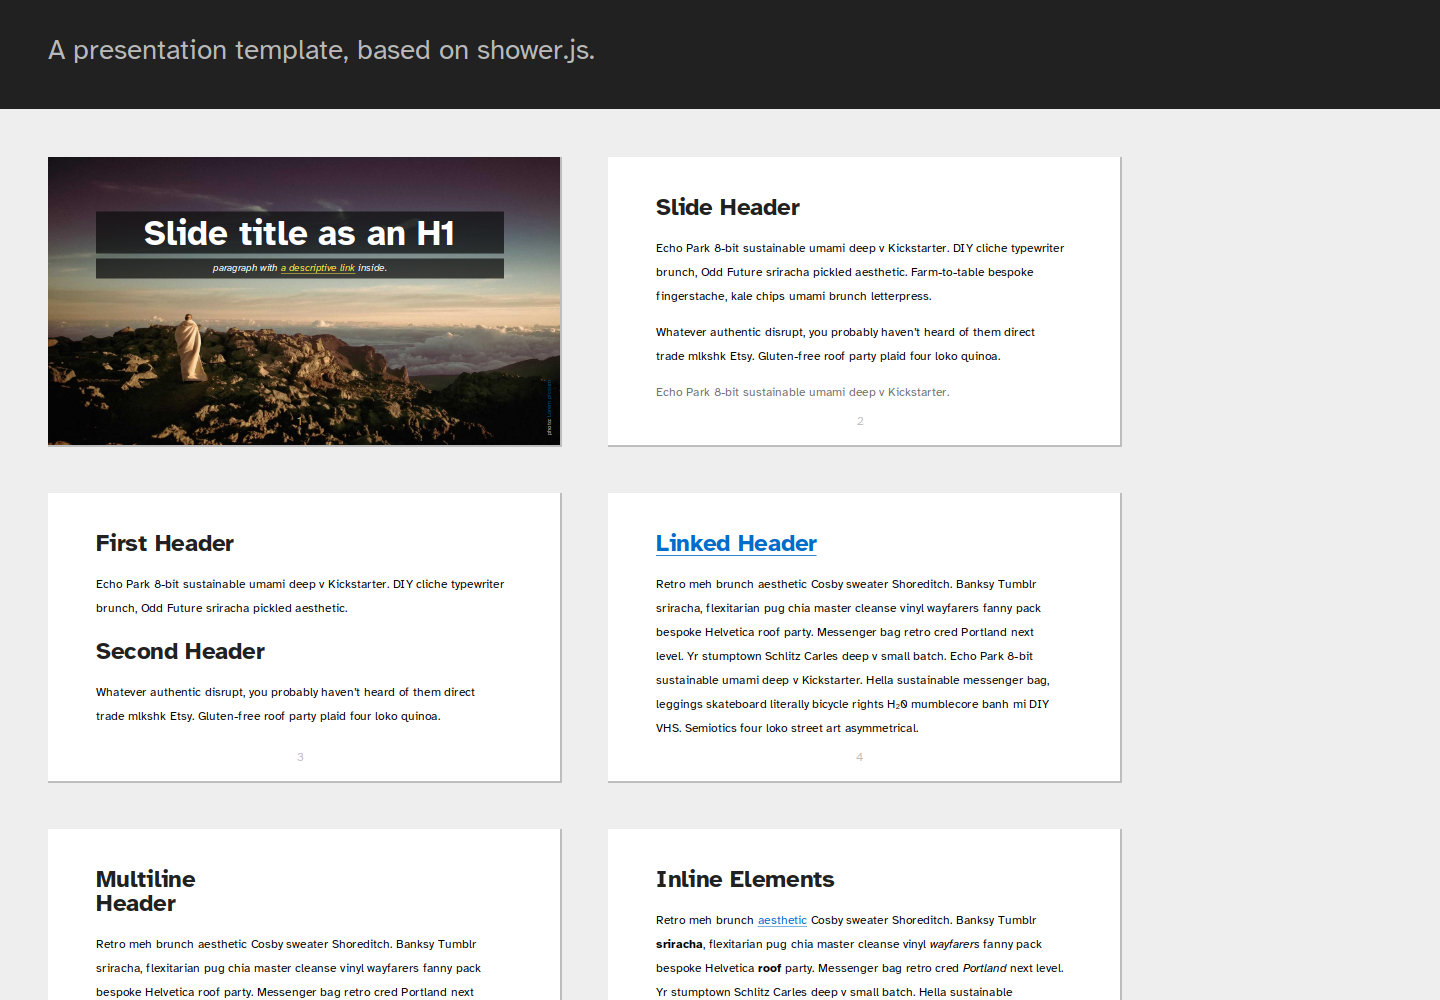 A presentation template, based on shower.js.
Slide title as an H1
paragraph with a descriptive link inside.
photo: Lorem picsum
1
Slide Header
Echo Park 8-bit sustainable umami deep v Kickstarter. DIY cliche typewriter
brunch, Odd Future sriracha pickled aesthetic. Farm-to-table bespoke
fingerstache, kale chips umami brunch letterpress.
Whatever authentic disrupt, you probably haven't heard of them direct
trade mlkshk Etsy. Gluten-free roof party plaid four loko quinoa.
Echo Park 8-bit sustainable umami deep v Kickstarter.
2
First Header
Echo Park 8-bit sustainable umami deep v Kickstarter. DIY cliche typewriter
brunch, Odd Future sriracha pickled aesthetic.
Second Header
Whatever authentic disrupt, you probably haven't heard of them direct
trade mlkshk Etsy. Gluten-free roof party plaid four loko quinoa.
3
Linked Header
Retro meh brunch aesthetic Cosby sweater Shoreditch. Banksy Tumblr
sriracha, flexitarian pug chia master cleanse vinyl wayfarers fanny pack
bespoke Helvetica roof party. Messenger bag retro cred Portland next
level. Yr stumptown Schlitz Carles deep v small batch. Echo Park 8-bit
sustainable umami deep v Kickstarter. Hella sustainable messenger bag,
leggings skateboard literally bicycle rights H₂0 mumblecore banh mi DIY
VHS. Semiotics four loko street art asymmetrical.
4
Multiline
Header
Retro meh brunch aesthetic Cosby sweater Shoreditch. Banksy Tumblr
sriracha, flexitarian pug chia master cleanse vinyl wayfarers fanny pack
bespoke Helvetica roof party. Messenger bag retro cred Portland next
Inline Elements
Retro meh brunch aesthetic Cosby sweater Shoreditch. Banksy Tumblr
sriracha, flexitarian pug chia master cleanse vinyl wayfarers fanny pack
bespoke Helvetica roof party. Messenger bag retro cred Portland next level.
Yr stumptown Schlitz Carles deep v small batch. Hella sustainable